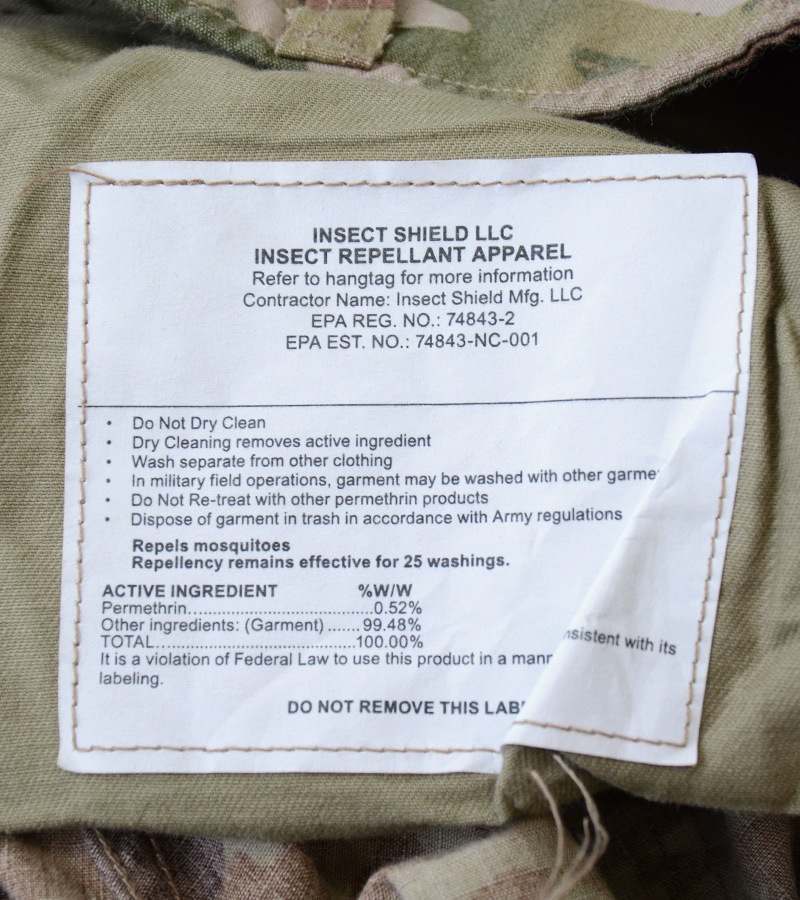 INSECT SHIELD LLC
INSECT REPELLANT APPAREL
Refer to hangtag for more information
Contractor Name: Insect Shield Mfg. LLC
EPA REG. NO.: 74843-2
EPA EST. NO.: 74843-NC-001
• Do Not Dry Clean
• Dry Cleaning removes active ingredient
• Wash separate from other clothing
• In military field operations, garment may be washed with other
• Do Not Re-treat with other permethrin products
• Dispose of garment in trash in accordance with Army regulations
Repels mosquitoes
Repellency remains effective for 25 washings.
ACTIVE INGREDIENT %W/W
Permethrin......................................0.52%
Other ingredients: (Garment).......99.48%
TOTAL.............................................100.00%
It is a violation of Federal Law to use this product in a with its
labeling.
DO NOT REMOVE THIS